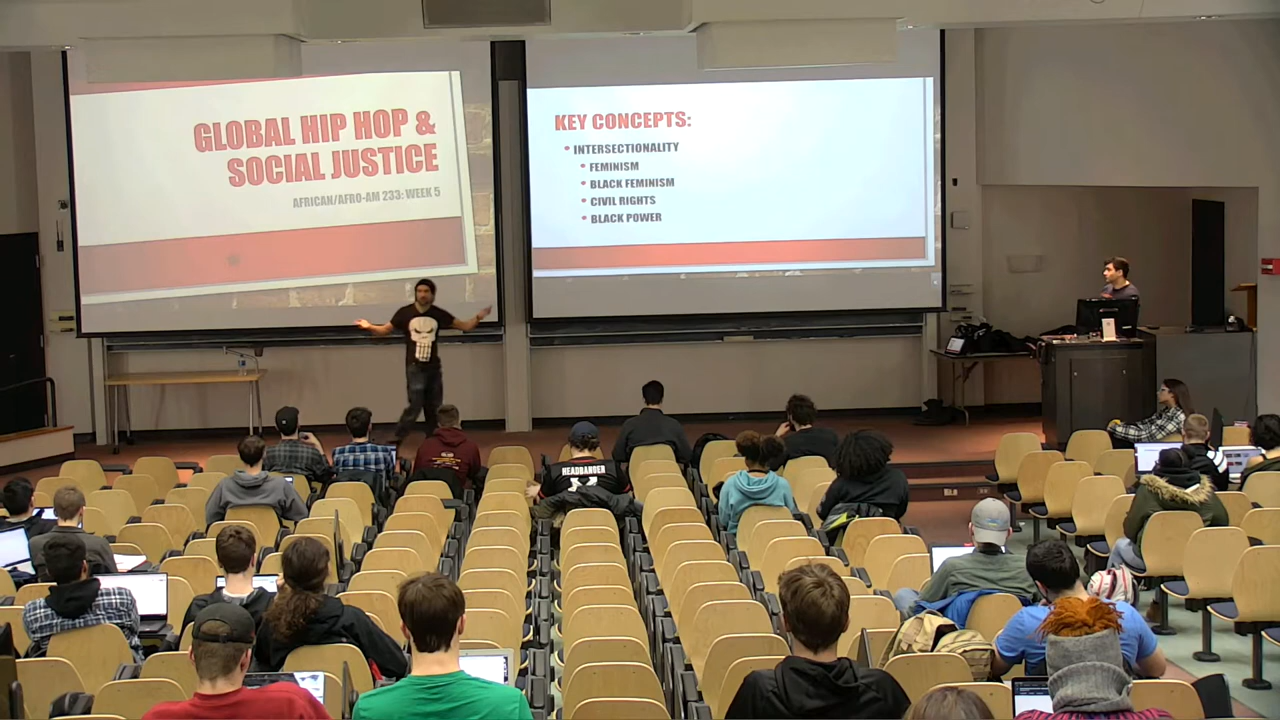 GLOBAL HIP HOP &
SOCIAL JUSTICE
AFRICAN/AFRO-AM 233: WEEK 5
KEY CONCEPTS:
• INTERSECTIONALITY
• FEMINISM
• BLACK FEMINISM
• CIVIL RIGHTS
• BLACK POWER
HEADBANGER